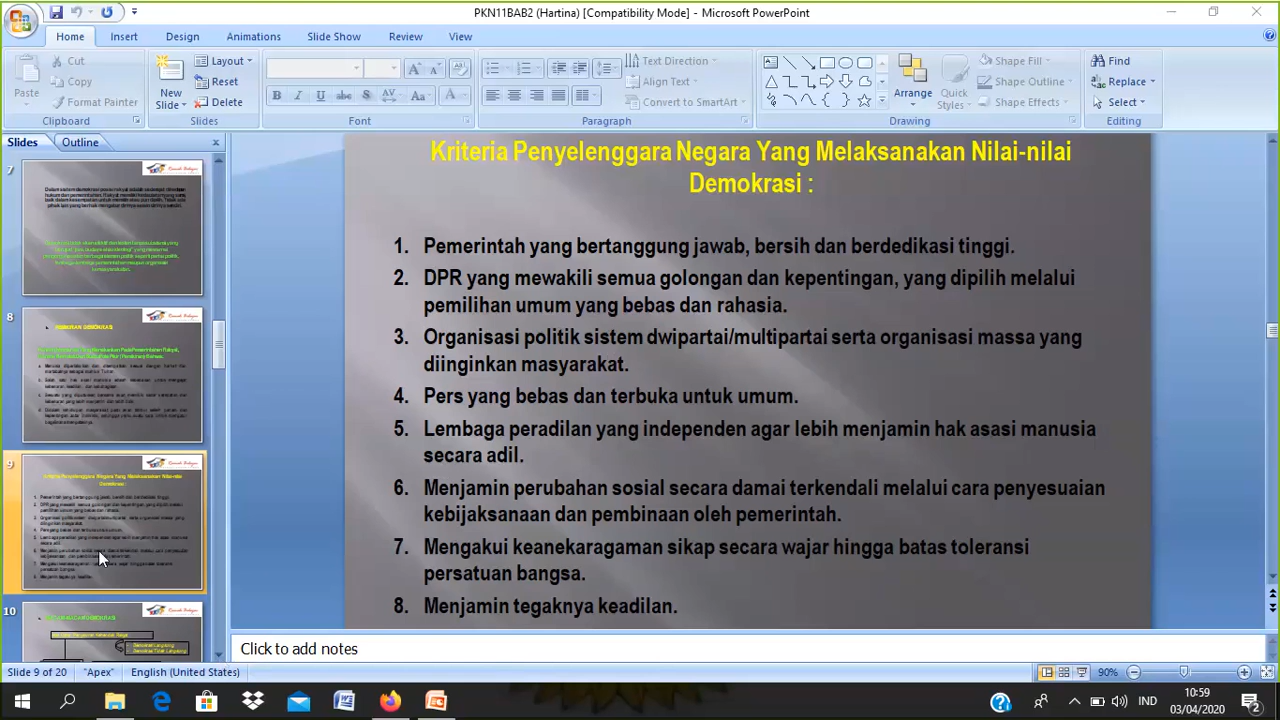 PKN11BAB2 (Hartina) [Compatibility Mode] - Microsoft PowerPoint
Home Insert Design Animations Slide Show Review View
Paste
Cut
Copy
Format Painter
Clipboard
New Slide
Layout
Reset
Delete
Slides
B I U abc S AV Aa A
Font
Text Direction
Align Text
Convert to SmartArt
Paragraph
Arrange
Quick Styles
Shape Fill
Shape Outline
Shape Effects
Drawing
Find
Replace
Select
Editing
Slides Outline
7
8
9
10
Kriteria Penyelenggara Negara Yang Melaksanakan Nilai-nilai
Demokrasi :
1. Pemerintah yang bertanggung jawab, bersih dan berdedikasi tinggi.
2. DPR yang mewakili semua golongan dan kepentingan, yang dipilih melalui
pemilihan umum yang bebas dan rahasia.
3. Organisasi politik sistem dwipartai/multipartai serta organisasi massa yang
diinginkan masyarakat.
4. Pers yang bebas dan terbuka untuk umum.
5. Lembaga peradilan yang independen agar lebih menjamin hak asasi manusia
secara adil.
6. Menjamin perubahan sosial secara damai terkendali melalui cara penyesuaian
kebijaksanaan dan pembinaan oleh pemerintah.
7. Mengakui keanekaragaman sikap secara wajar hingga batas toleransi
persatuan bangsa.
8. Menjamin tegaknya keadilan.
Click to add notes
Slide 9 of 20 "Apex" English (United States) 90%
IND 10:59
03/04/2020 2